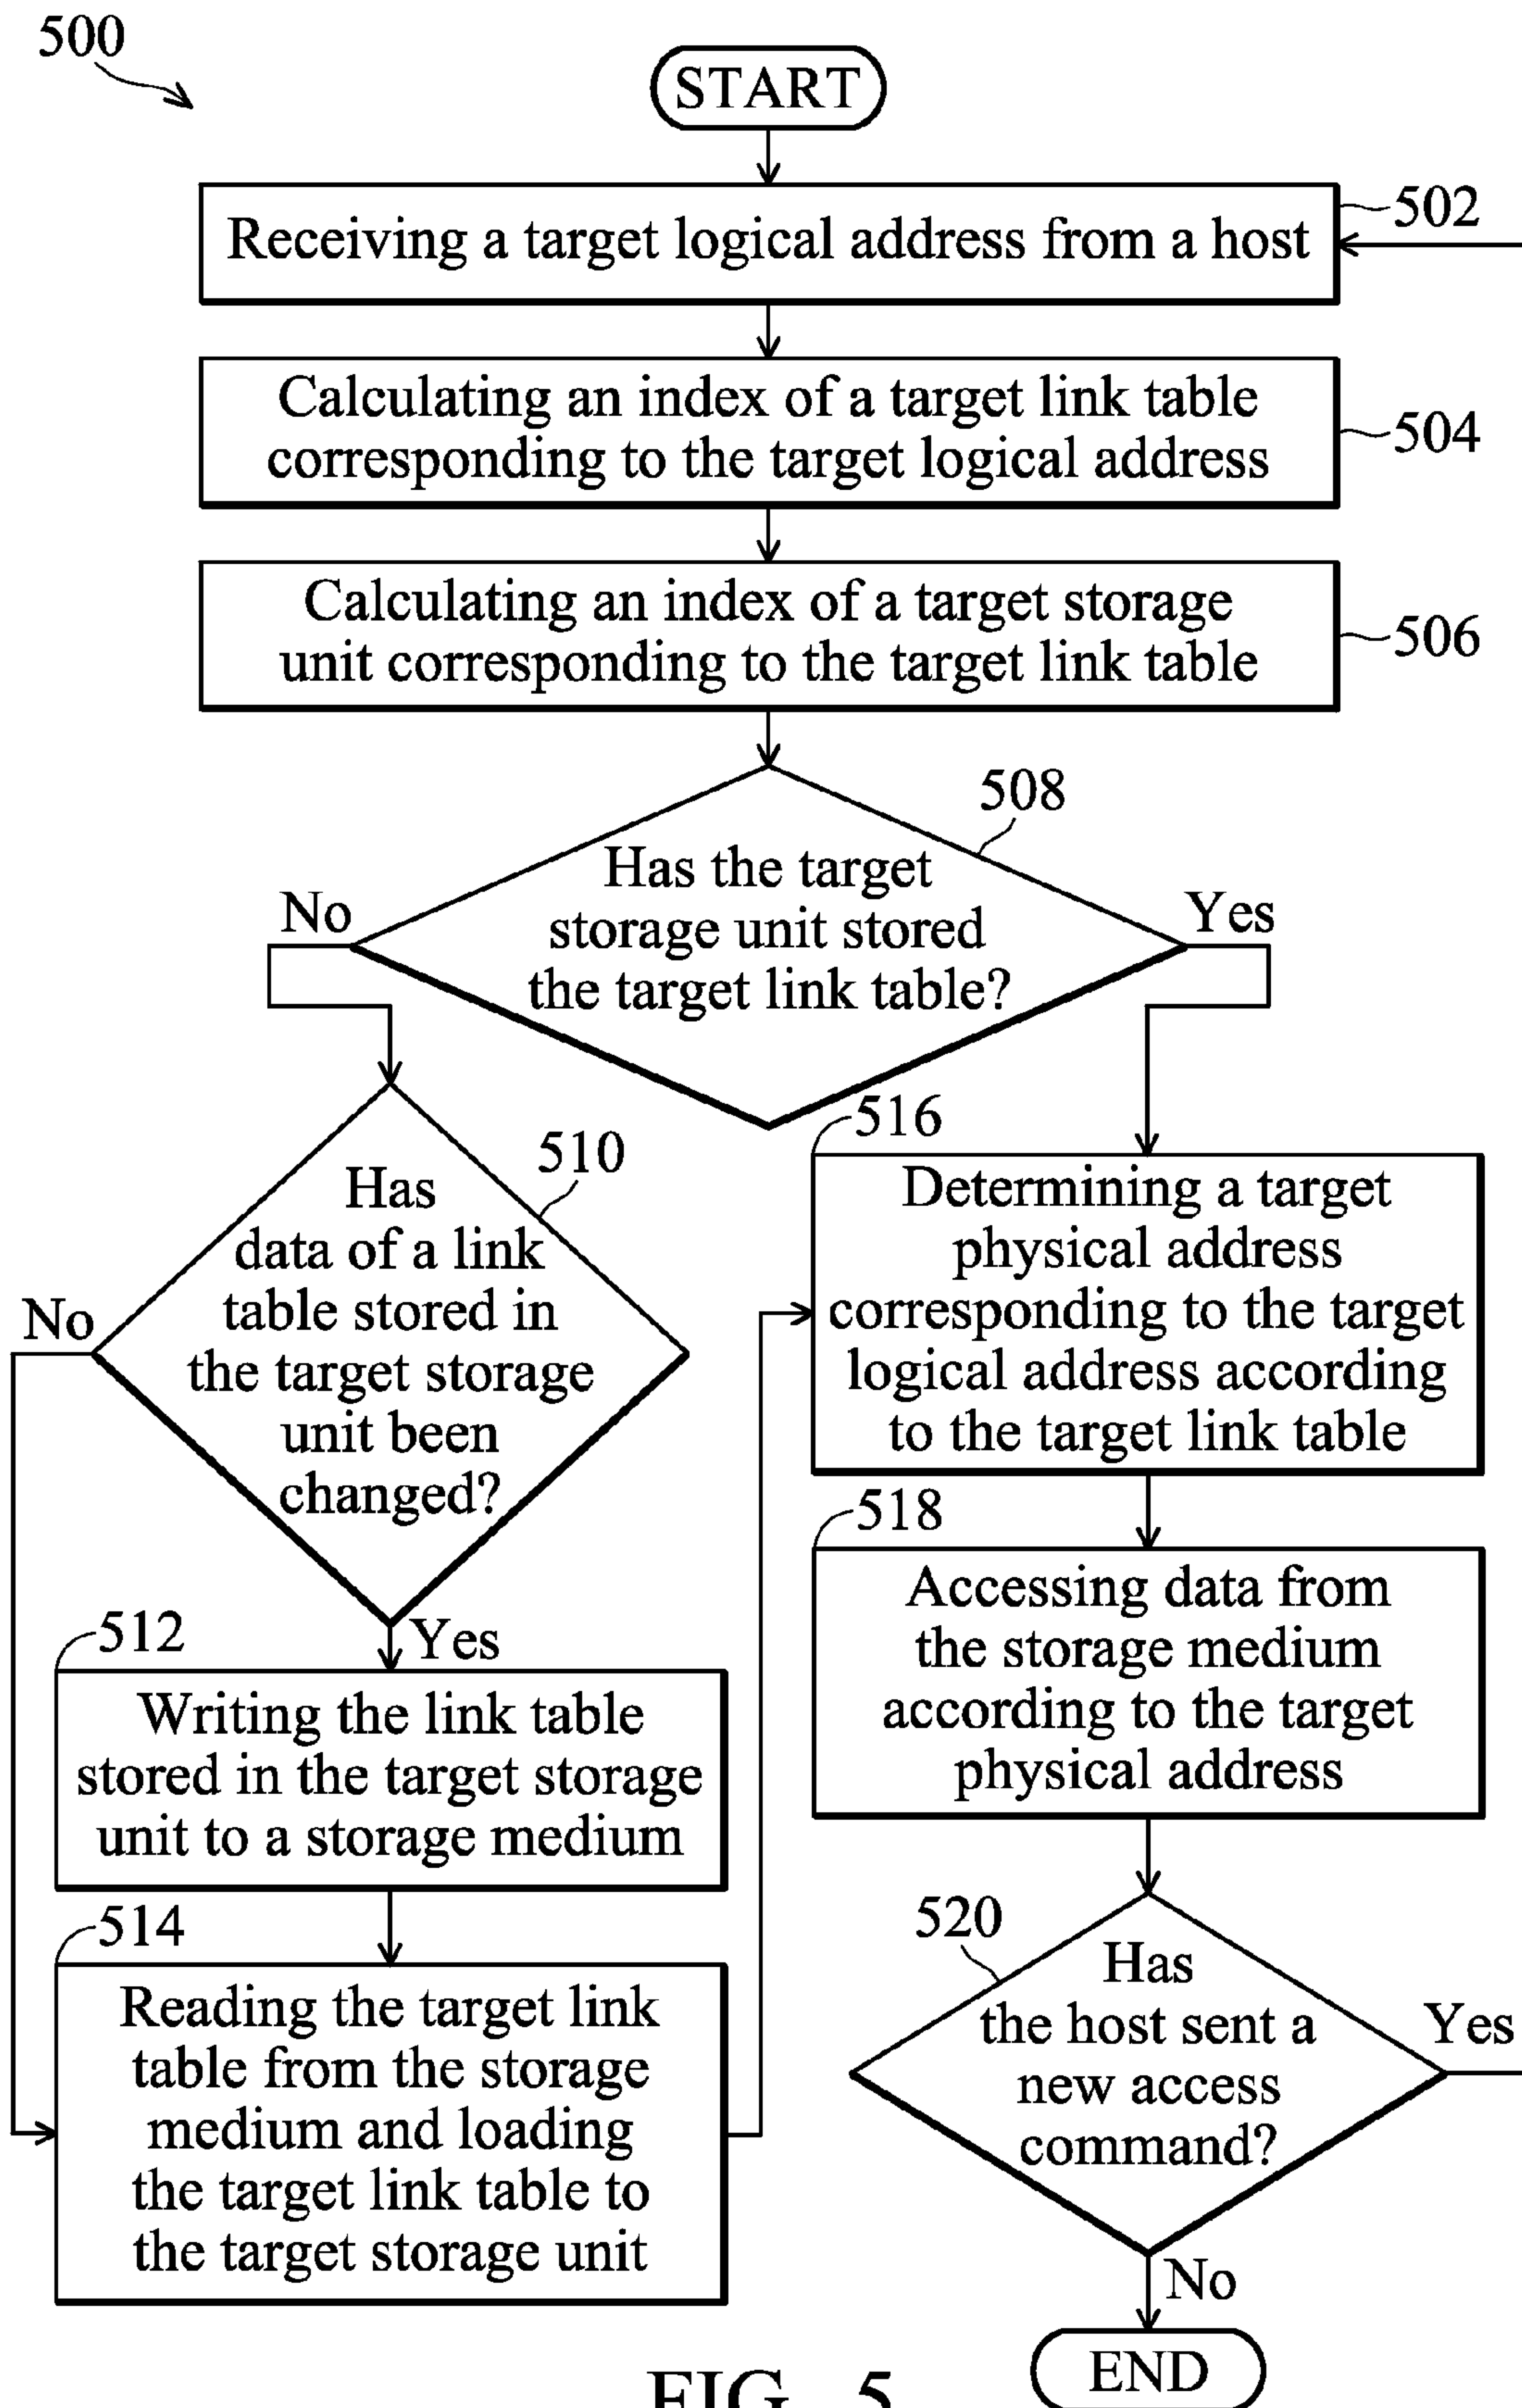 500
START
Receiving a target logical address from a host
502
Calculating an index of a target link table
corresponding to the target logical address
504
Calculating an index of a target storage
unit corresponding to the target link table
506
508
Has the target
storage unit stored
the target link table?
No
Yes
510
Has
data of a link
table stored in
the target storage
unit been
changed?
No
Yes
512
Writing the link table
stored in the target storage
unit to a storage medium
514
Reading the target link
table from the storage
medium and loading
the target link table to
the target storage unit
516
Determining a target
physical address
corresponding to the target
logical address according
to the target link table
518
Accessing data from
the storage medium
according to the target
physical address
520
Has
the host sent a
new access
command?
Yes
No
END
FIG. 5